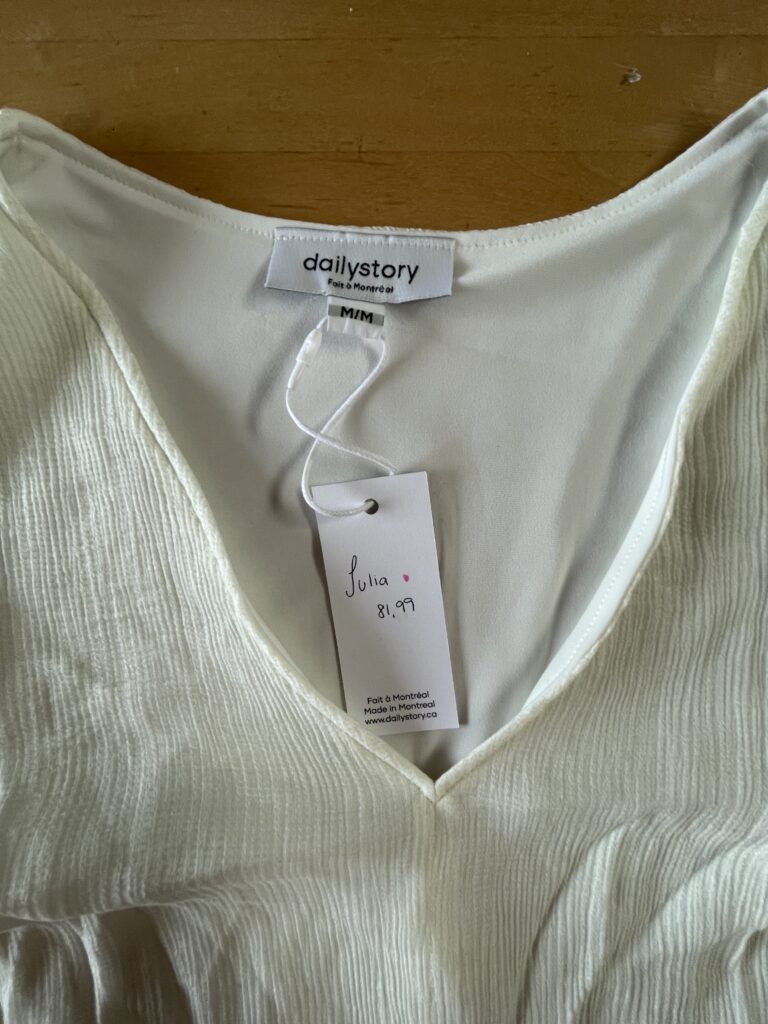 dailystory
Fait à Montréal
M/M
Julia
81,99
Fait à Montréal
Made in Montreal
www.dailystory.ca